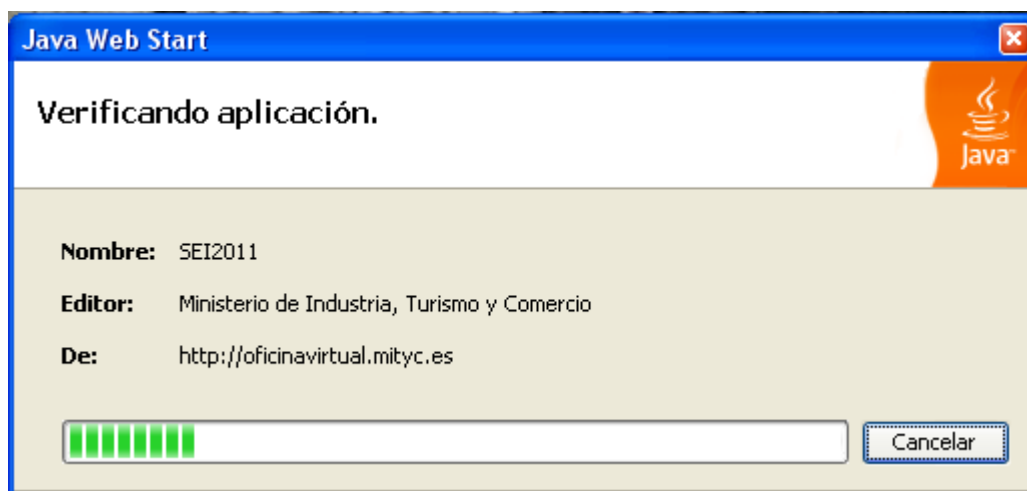 Java Web Start
Verificando aplicación.
Java™
Nombre: SEI2011
Editor: Ministerio de Industria, Turismo y Comercio
De: http://oficinavirtual.mityc.es
Cancelar